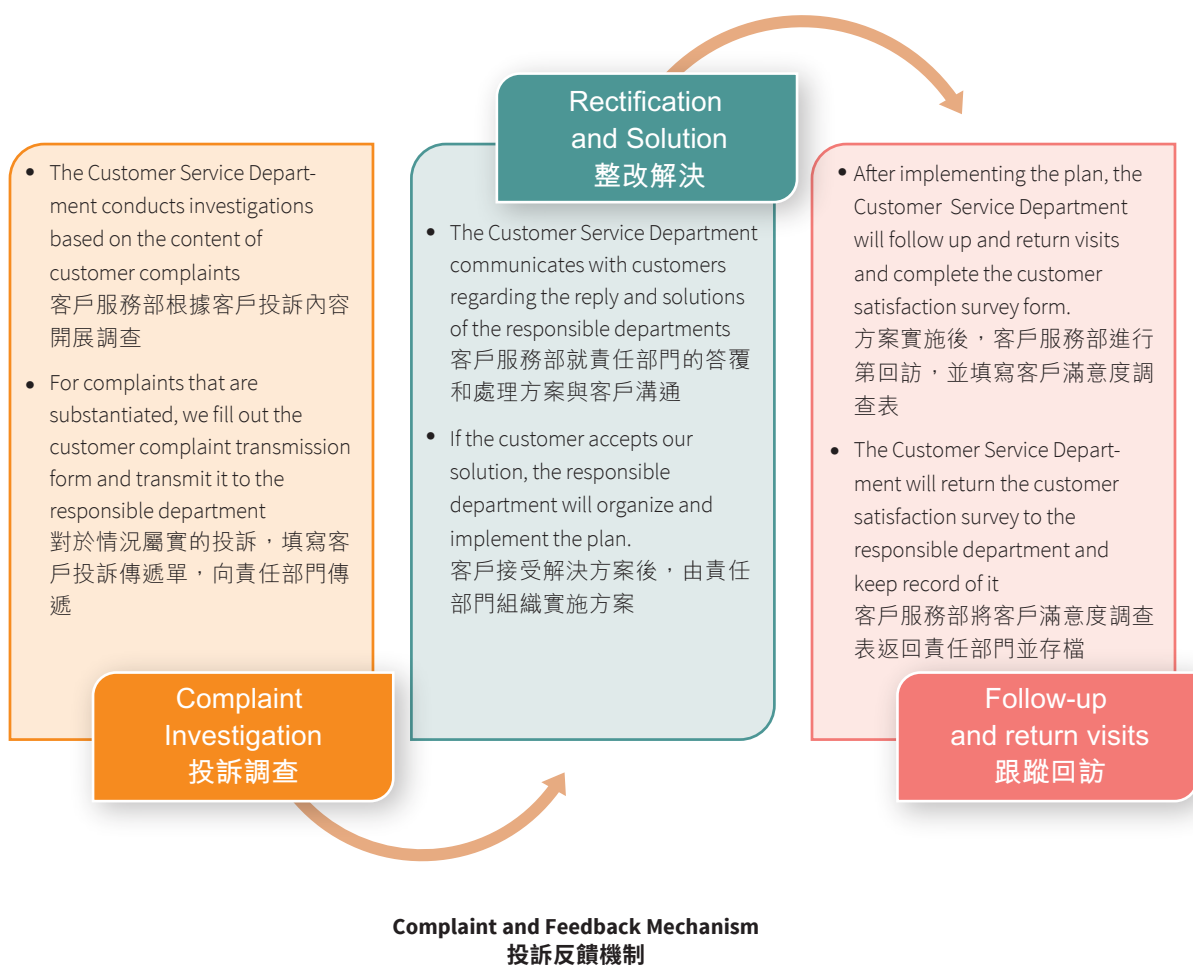 Complaint
Investigation
投訴調查
• The Customer Service Depart-
ment conducts investigations
based on the content of
customer complaints
客戶服務部根據客戶投訴內容
開展調查
• For complaints that are
substantiated, we fill out the
customer complaint transmission
form and transmit it to the
responsible department
對於情況屬實的投訴，填寫客
戶投訴傳遞單，向責任部門傳
遞
Rectification
and Solution
整改解決
• The Customer Service Department
communicates with customers
regarding the reply and solutions
of the responsible departments
客戶服務部就責任部門的答覆
和處理方案與客戶溝通
• If the customer accepts our
solution, the responsible
department will organize and
implement the plan.
客戶接受解決方案後，由責任
部門組織實施方案
Follow-up
and return visits
跟蹤回訪
• After implementing the plan, the
Customer Service Department
will follow up and return visits
and complete the customer
satisfaction survey form.
方案實施後，客戶服務部進行
第回訪，並填寫客戶滿意度調
查表
• The Customer Service Depart-
ment will return the customer
satisfaction survey to the
responsible department and
keep record of it
客戶服務部將客戶滿意度調查
表返回責任部門並存檔
Complaint and Feedback Mechanism
投訴反饋機制